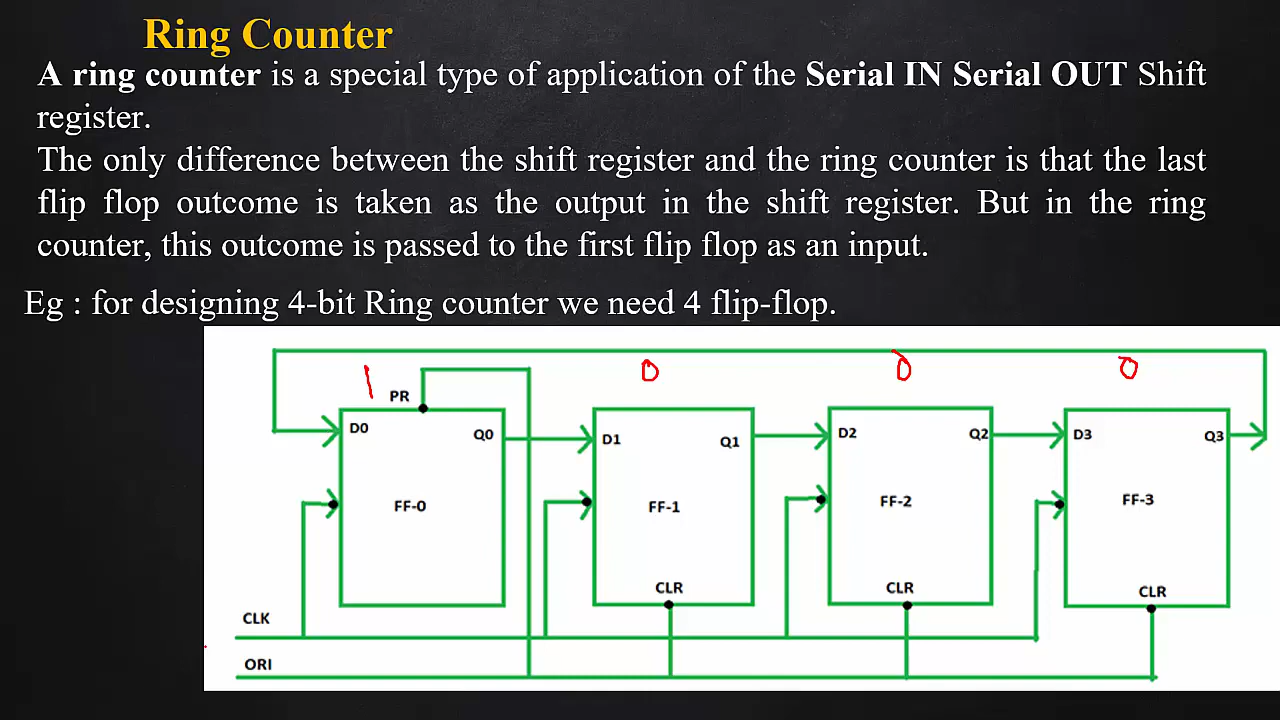 Ring Counter
A ring counter is a special type of application of the Serial IN Serial OUT Shift
register.
The only difference between the shift register and the ring counter is that the last
flip flop outcome is taken as the output in the shift register. But in the ring
counter, this outcome is passed to the first flip flop as an input.
Eg : for designing 4-bit Ring counter we need 4 flip-flop.
1 0 0 0
PR
D0 Q0 D1 Q1 D2 Q2 D3 Q3
FF-0 FF-1 FF-2 FF-3
CLR CLR CLR
CLK
ORI